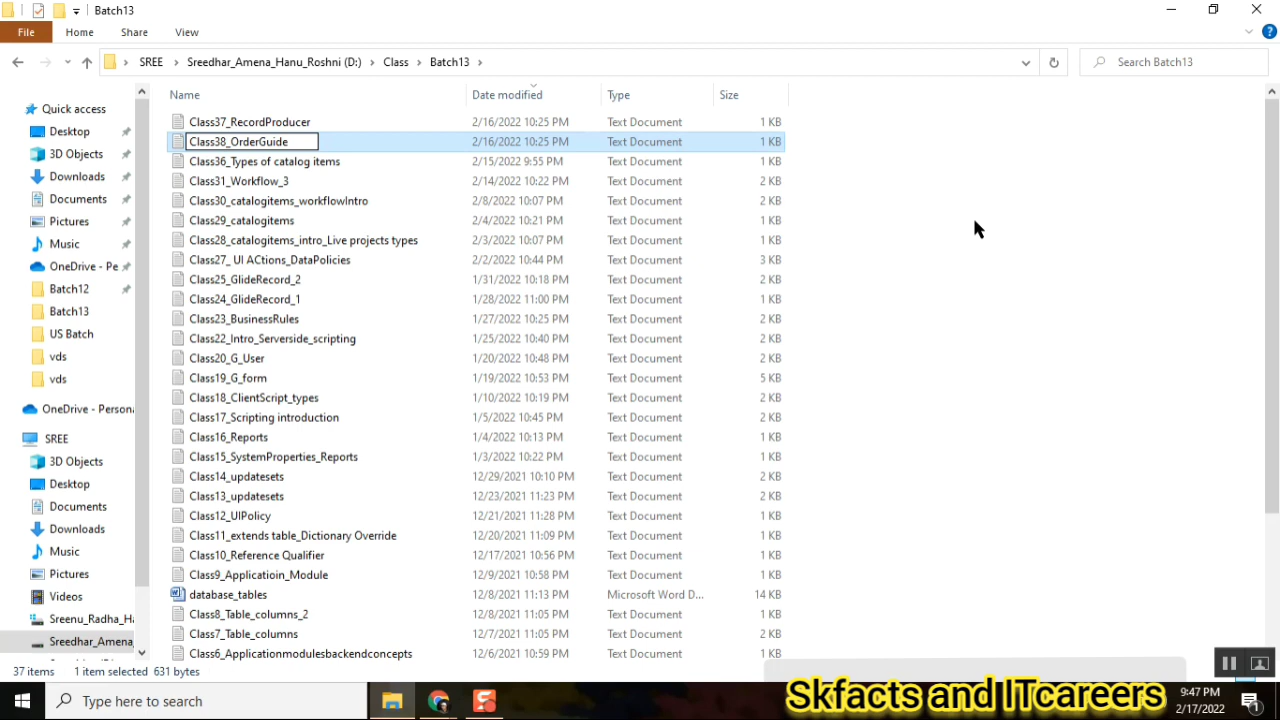 Batch13
File Home Share View
SREE Sreedhar_Amena_Hanu_Roshni (D:) Class Batch13 Search Batch13
Name Date modified Type Size
Quick access
Desktop
3D Objects
Downloads
Documents
Pictures
Music
OneDrive - Pe
Batch12
Batch13
US Batch
vds
vds
OneDrive - Persona
SREE
3D Objects
Desktop
Documents
Downloads
Music
Pictures
Videos
Sreenu_Radha_Ha
Sreedhar_Amena_
Class37_RecordProducer 2/16/2022 10:25 PM Text Document 1 KB
Class38_OrderGuide 2/16/2022 10:25 PM Text Document 1 KB
Class36_Types of catalog items 2/15/2022 9:55 PM Text Document 1 KB
Class31_Workflow_3 2/14/2022 10:22 PM Text Document 2 KB
Class30_catalogitems_workflowIntro 2/8/2022 10:07 PM Text Document 2 KB
Class29_catalogitems 2/4/2022 10:21 PM Text Document 1 KB
Class28_catalogitems_intro_Live projects types 2/3/2022 10:07 PM Text Document 1 KB
Class27_ UI ACtions_DataPolicies 2/2/2022 10:44 PM Text Document 3 KB
Class25_GlideRecord_2 1/31/2022 10:18 PM Text Document 2 KB
Class24_GlideRecord_1 1/28/2022 11:00 PM Text Document 1 KB
Class23_BusinessRules 1/27/2022 10:25 PM Text Document 2 KB
Class22_Intro_Serverside_scripting 1/25/2022 10:40 PM Text Document 2 KB
Class20_G_User 1/20/2022 10:48 PM Text Document 2 KB
Class19_G_form 1/19/2022 10:53 PM Text Document 5 KB
Class18_ClientScript_types 1/10/2022 10:19 PM Text Document 2 KB
Class17_Scripting introduction 1/5/2022 10:45 PM Text Document 2 KB
Class16_Reports 1/4/2022 10:13 PM Text Document 1 KB
Class15_SystemProperties_Reports 1/3/2022 10:22 PM Text Document 1 KB
Class14_updatesets 12/29/2021 10:10 PM Text Document 2 KB
Class13_updatesets 12/23/2021 11:23 PM Text Document 2 KB
Class12_UIPolicy 12/21/2021 11:28 PM Text Document 1 KB
Class11_extends table_Dictionary Override 12/20/2021 11:09 PM Text Document 1 KB
Class10_Reference Qualifier 12/17/2021 10:56 PM Text Document 1 KB
Class9_Applicatioin_Module 12/9/2021 10:58 PM Text Document 1 KB
database_tables 12/8/2021 11:13 PM Microsoft Word D... 14 KB
Class8_Table_columns_2 12/8/2021 11:05 PM Text Document 1 KB
Class7_Table_columns 12/7/2021 11:05 PM Text Document 2 KB
Class6_Applicationmodulesbackendconcepts 12/6/2021 10:59 PM Text Document 1 KB
37 items 1 item selected 631 bytes
Skfacts and ITcareers
Type here to search
9:47 PM
2/17/2022
1